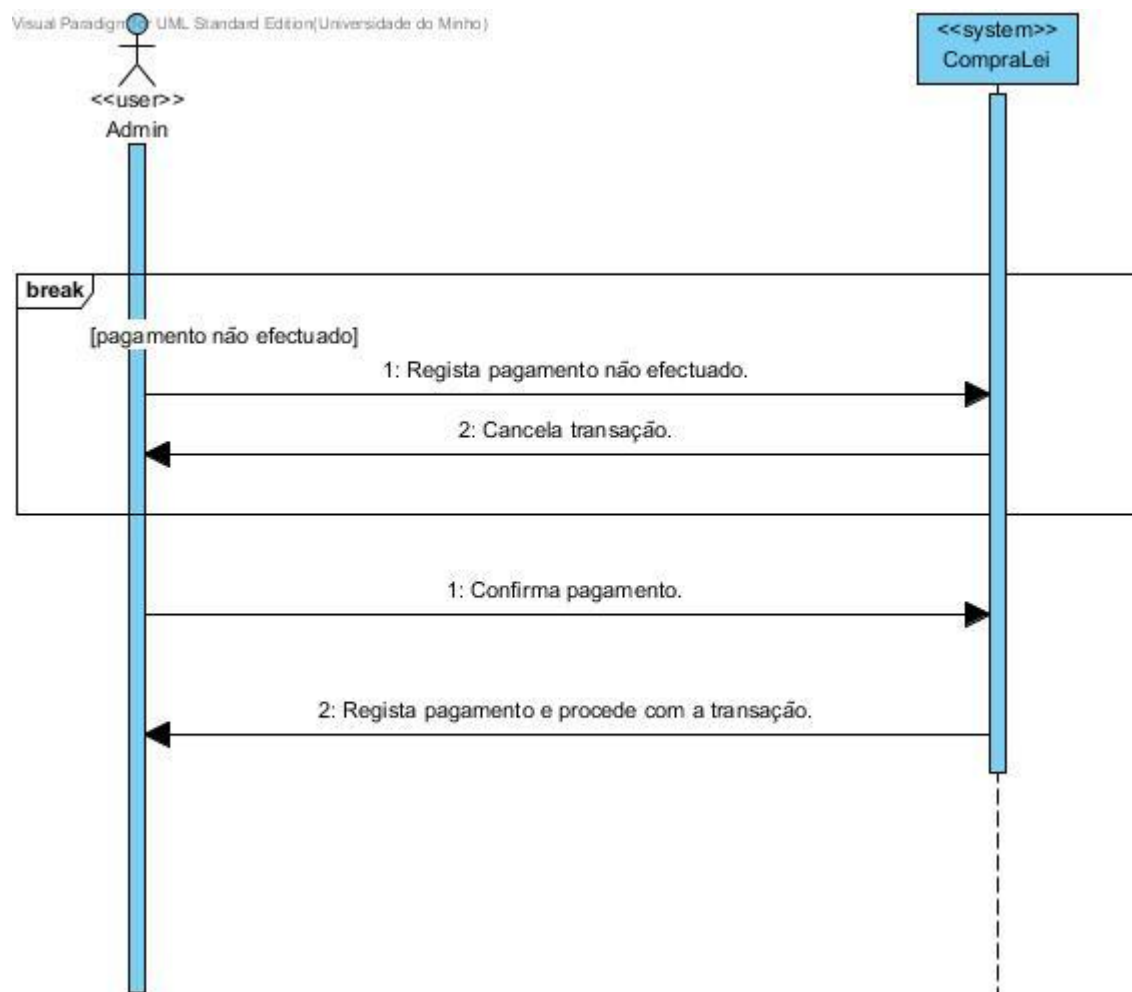 Visual Paradigm for UML Standard Edition(Universidade do Minho)
<<system>>
CompraLei
<<user>>
Admin
break
[pagamento não efectuado]
1: Regista pagamento não efectuado.
2: Cancela transação.
1: Confirma pagamento.
2: Regista pagamento e procede com a transação.